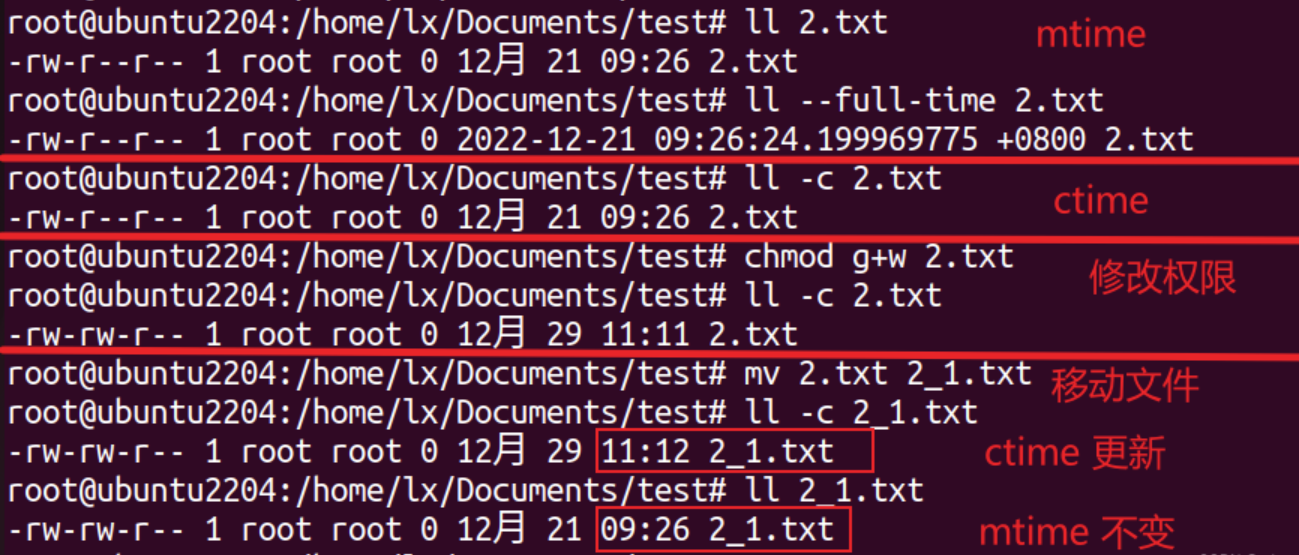 root@ubuntu2204:/home/lx/Documents/test# ll 2.txt
mtime
-rw-r--r-- 1 root root 0 12月 21 09:26 2.txt
root@ubuntu2204:/home/lx/Documents/test# ll --full-time 2.txt
-rw-r--r-- 1 root root 0 2022-12-21 09:26:24.199969775 +0800 2.txt
root@ubuntu2204:/home/lx/Documents/test# ll -c 2.txt
ctime
-rw-r--r-- 1 root root 0 12月 21 09:26 2.txt
root@ubuntu2204:/home/lx/Documents/test# chmod g+w 2.txt
修改权限
root@ubuntu2204:/home/lx/Documents/test# ll -c 2.txt
-rw-rw-r-- 1 root root 0 12月 29 11:11 2.txt
root@ubuntu2204:/home/lx/Documents/test# mv 2.txt 2_1.txt
移动文件
root@ubuntu2204:/home/lx/Documents/test# ll -c 2_1.txt
-rw-rw-r-- 1 root root 0 12月 29 11:12 2_1.txt
ctime 更新
root@ubuntu2204:/home/lx/Documents/test# ll 2_1.txt
-rw-rw-r-- 1 root root 0 12月 21 09:26 2_1.txt
mtime 不变